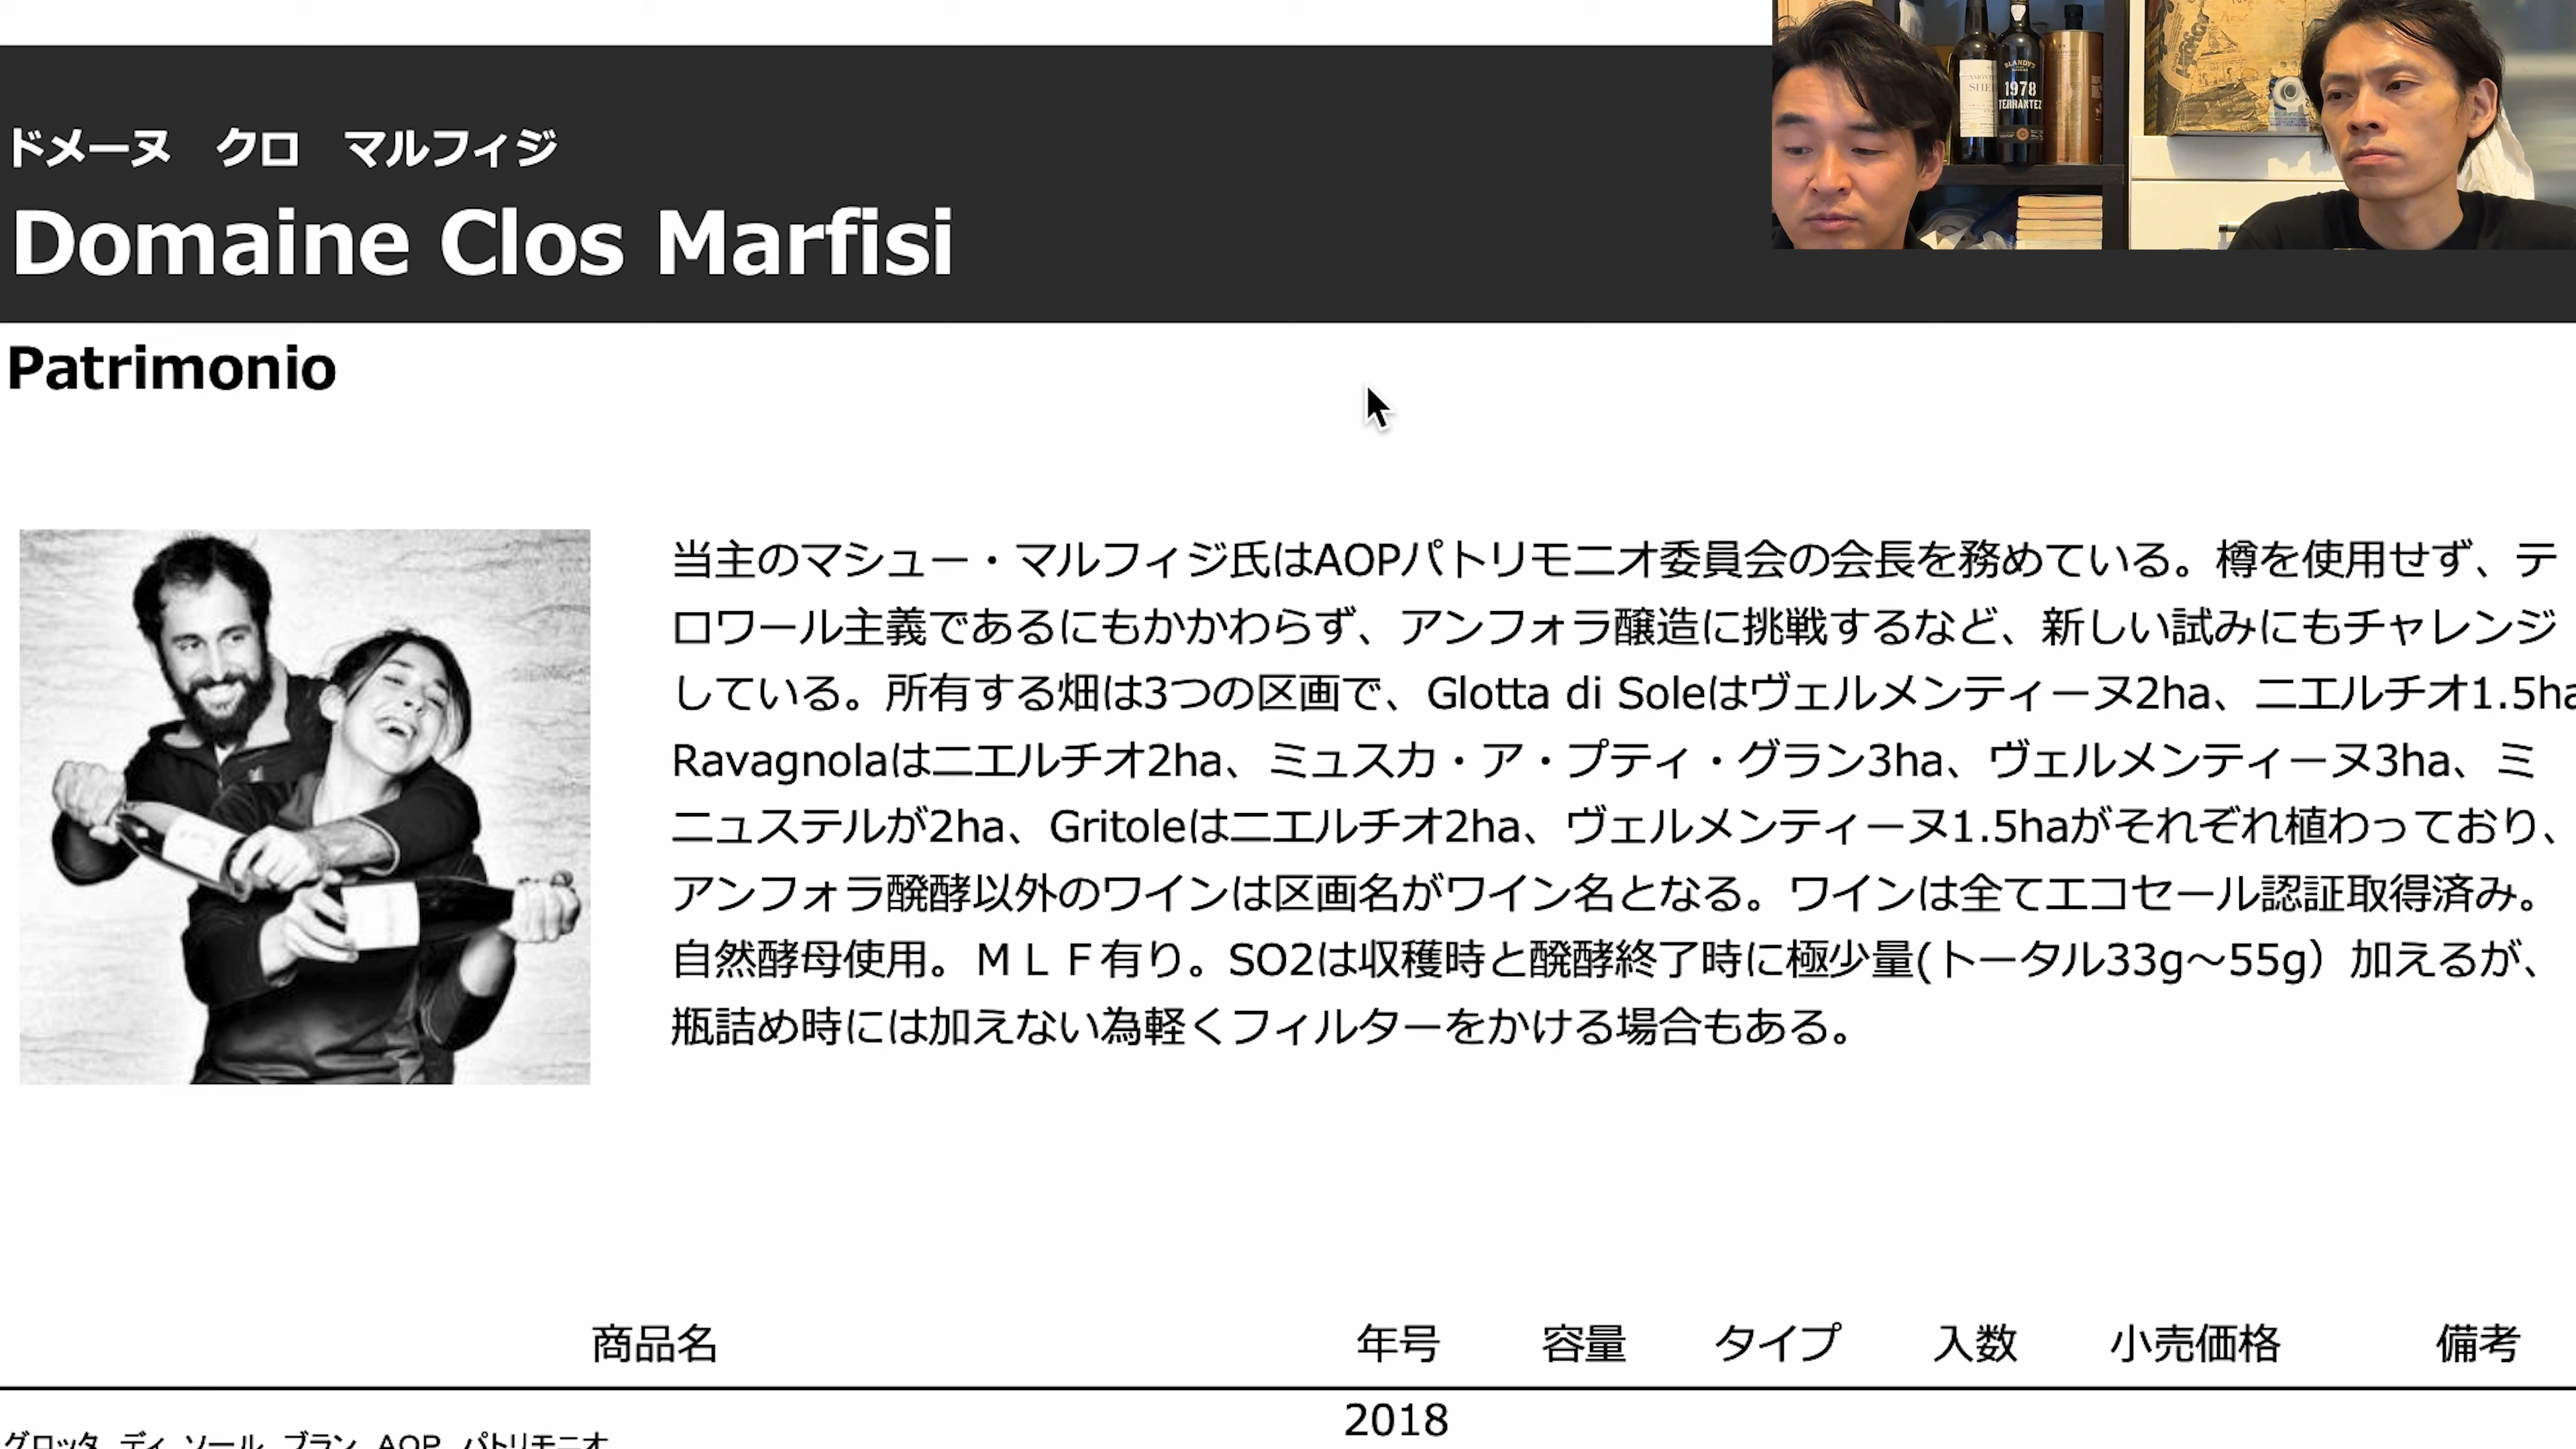 ドメーヌ　クロ　マルフィジ
Domaine Clos Marfisi
BLANDY'S
1978
TERRANTEZ
Patrimonio
当主のマシュー・マルフィジ氏はAOPパトリモニオ委員会の会長を務めている。樽を使用せず、テ
ロワール主義であるにもかかわらず、アンフォラ醸造に挑戦するなど、新しい試みにもチャレンジ
している。所有する畑は3つの区画で、Glotta di Soleはヴェルメンティーヌ2ha、ニエルチオ1.5ha
Ravagnolaはニエルチオ2ha、ミュスカ・ア・プティ・グラン3ha、ヴェルメンティーヌ3ha、ミ
ニュステルが2ha、Gritoleはニエルチオ2ha、ヴェルメンティーヌ1.5haがそれぞれ植わっており、
アンフォラ醗酵以外のワインは区画名がワイン名となる。ワインは全てエコセール認証取得済み。
自然酵母使用。ＭＬＦ有り。SO2は収穫時と醗酵終了時に極少量(トータル33g～55g）加えるが、
瓶詰め時には加えない為軽くフィルターをかける場合もある。
商品名 年号 容量 タイプ 入数 小売価格 備考
2018
グロッタ ディ ソール ブラン AOP パトリモニオ